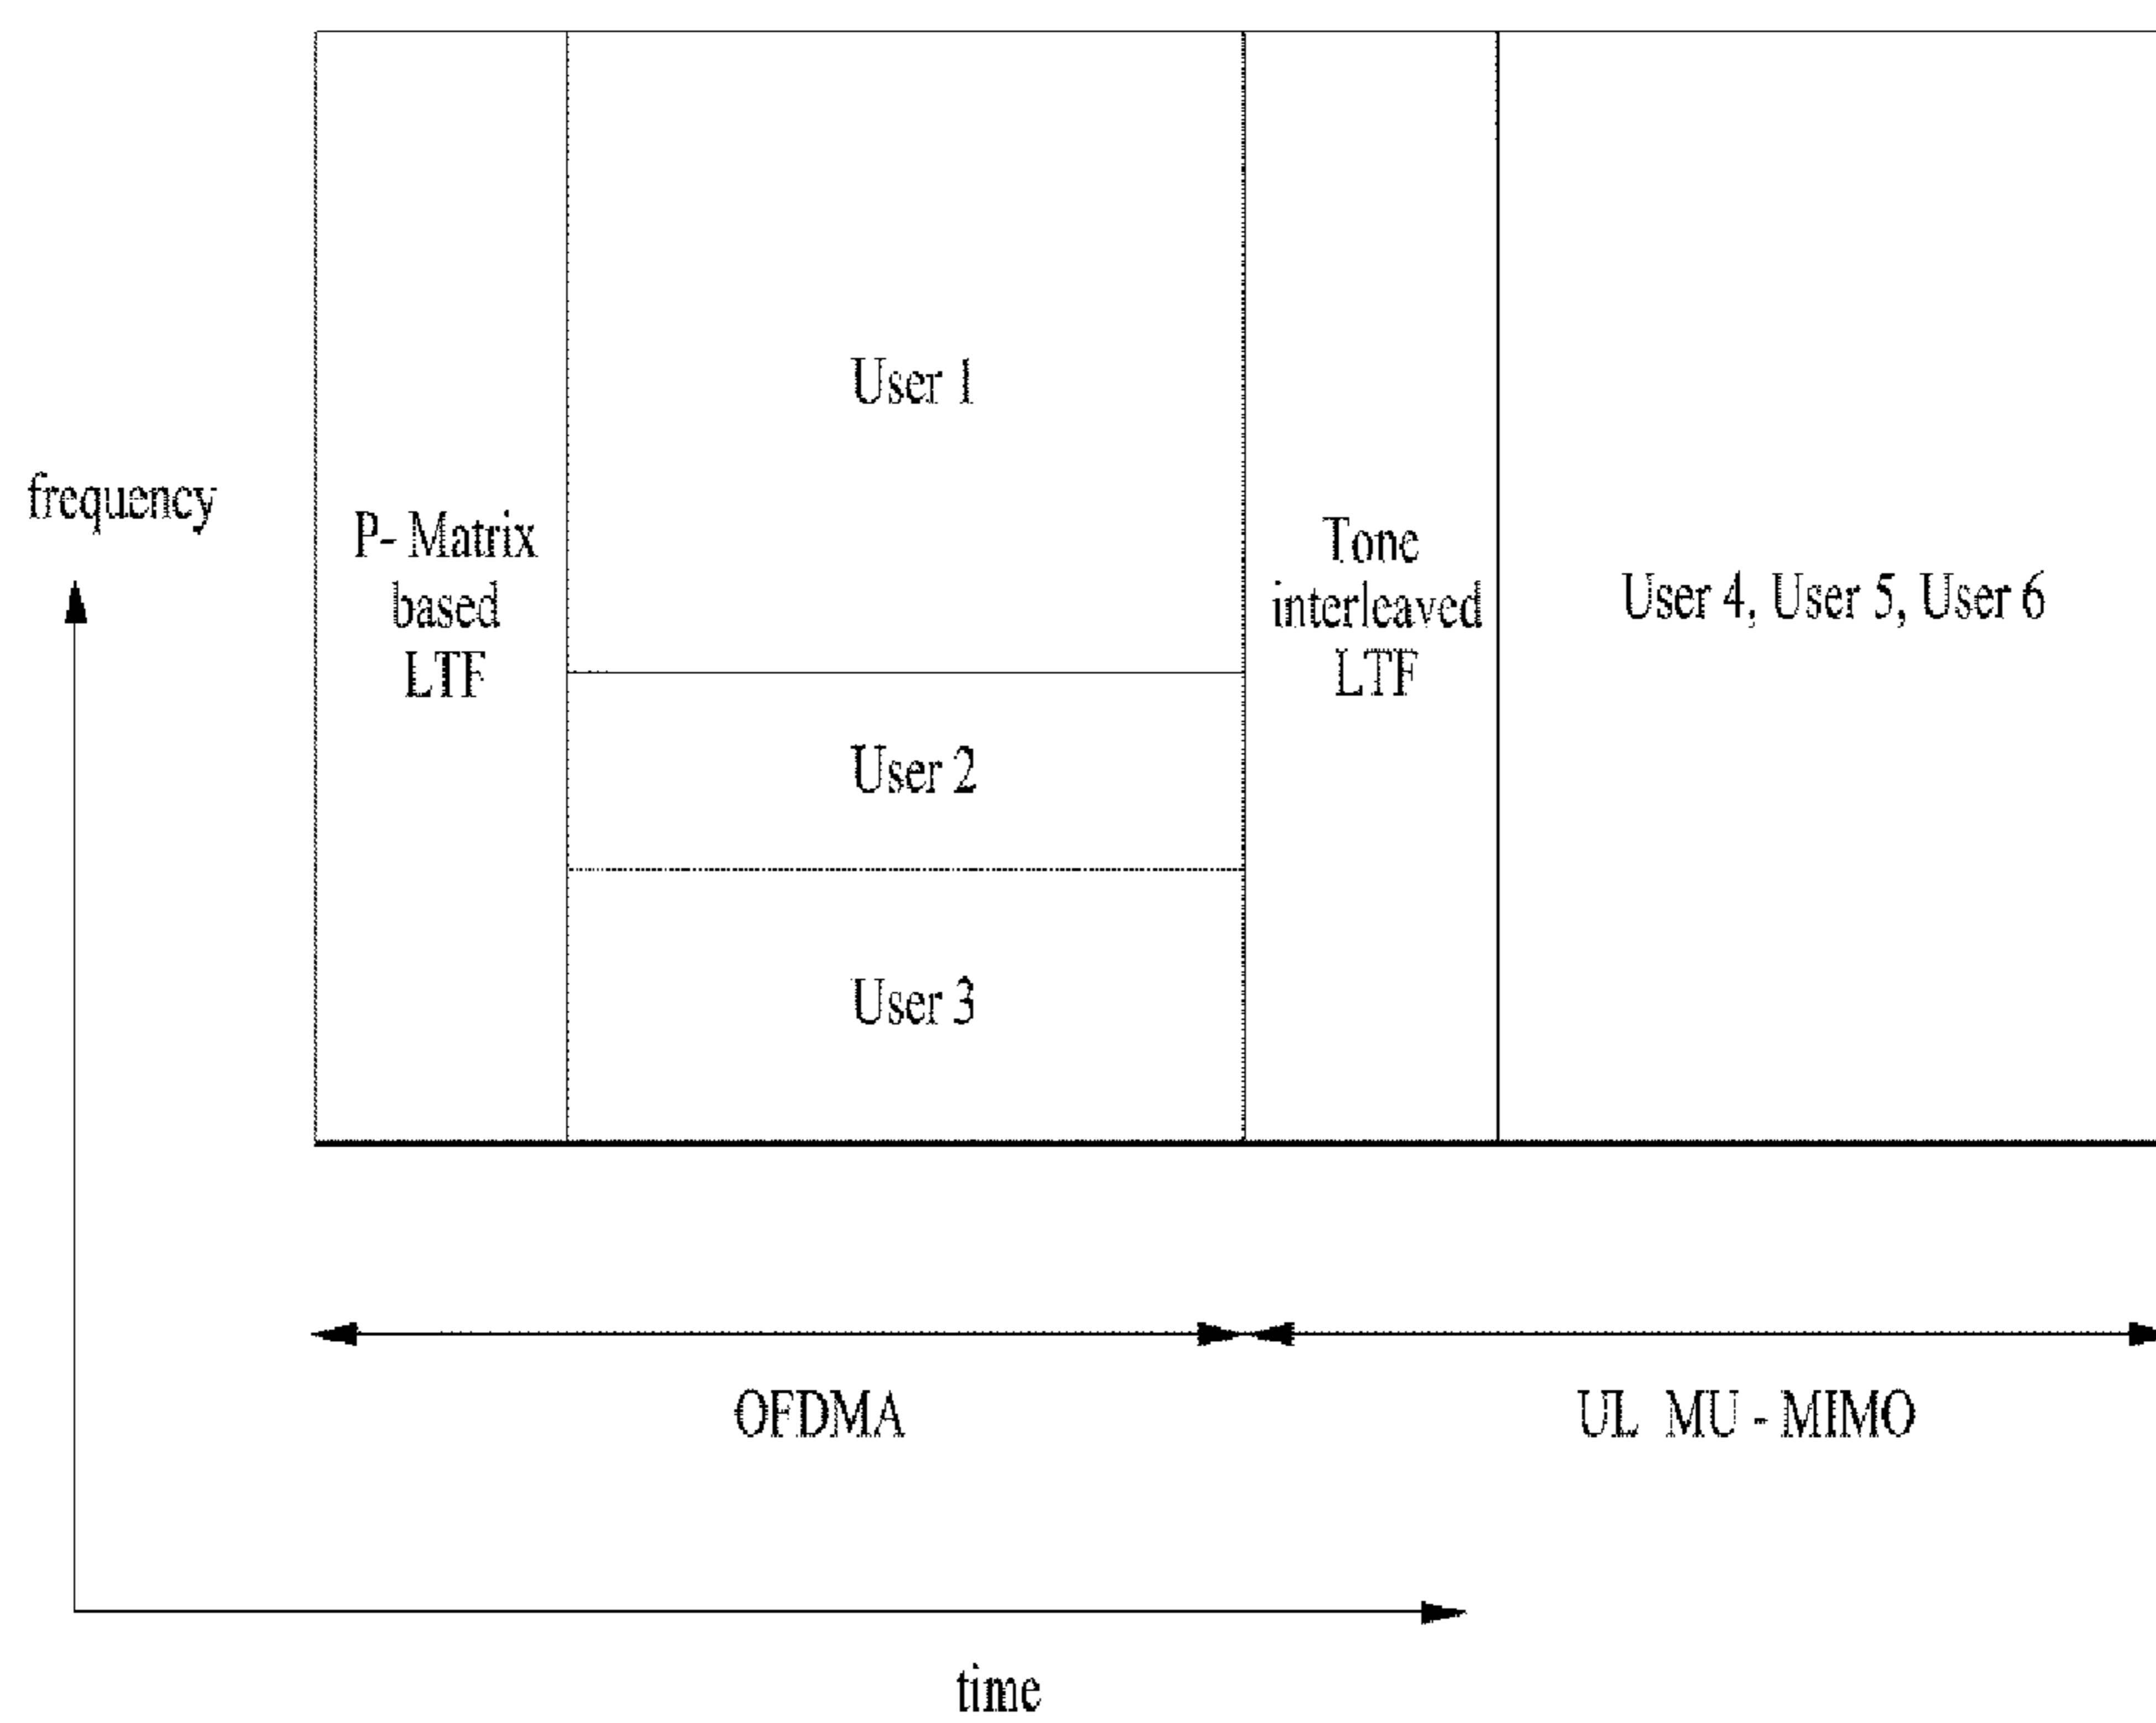 frequency
P- Matrix
based
LTF
User 1
User 2
User 3
Tone
interleaved
LTF
User 4, User 5, User 6
OFDMA
UL MU - MIMO
time